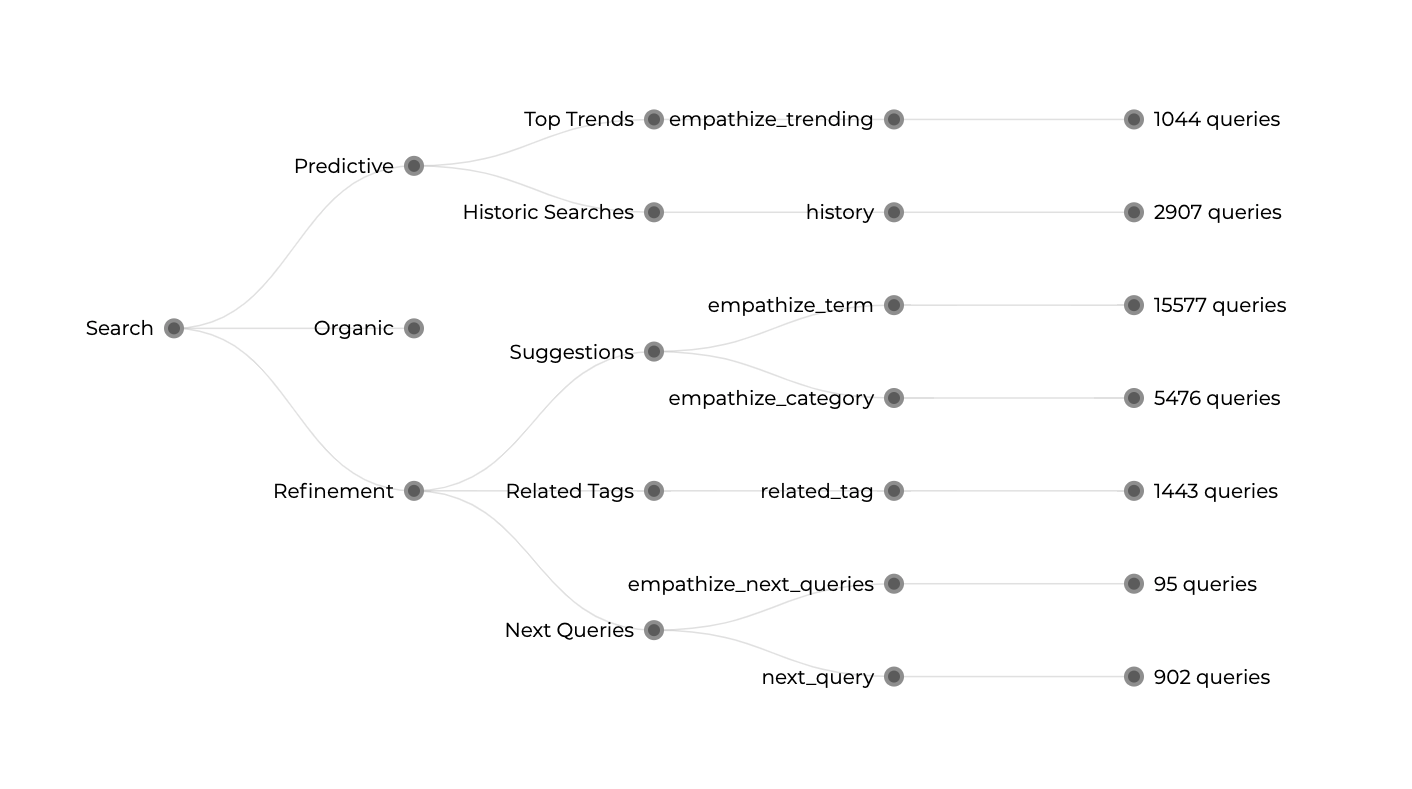 Top Trends
empathize_trending
1044 queries
Predictive
Historic Searches
history
2907 queries
empathize_term
15577 queries
Search
Organic
Suggestions
empathize_category
5476 queries
Refinement
Related Tags
related_tag
1443 queries
empathize_next_queries
95 queries
Next Queries
next_query
902 queries